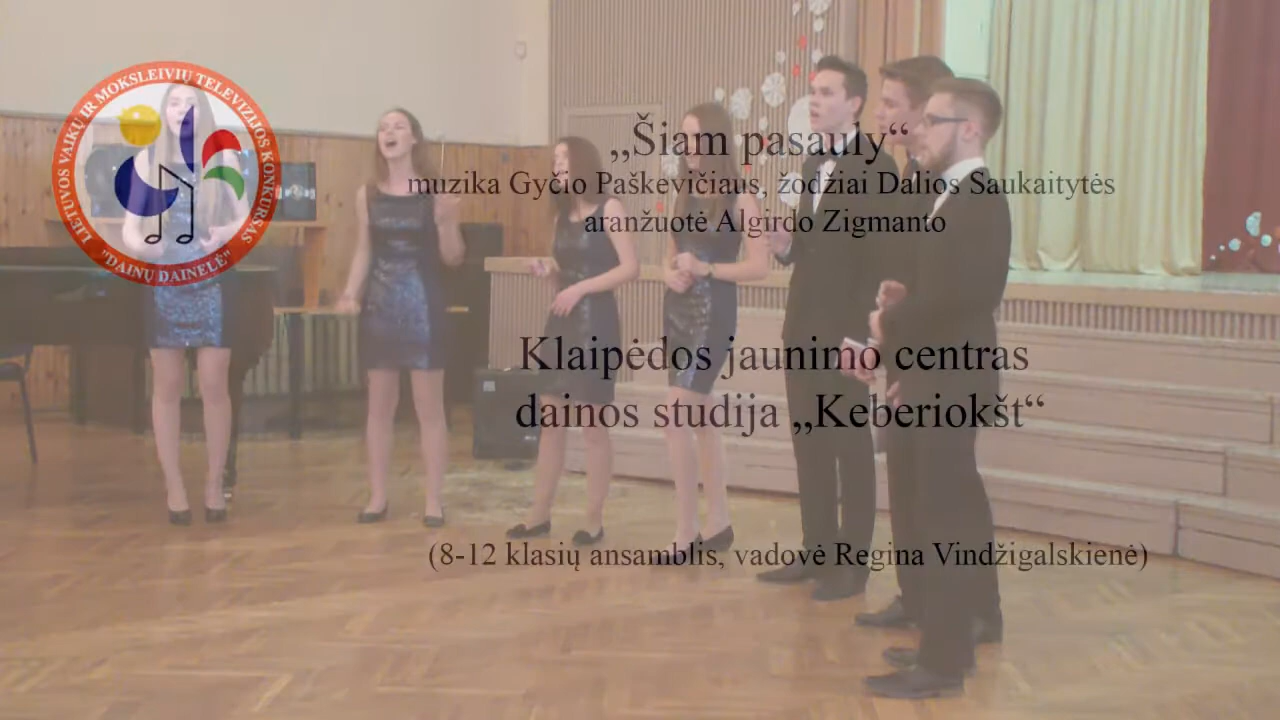 LIETUVOS VAIKŲ IR MOKSLEIVIŲ TELEVIZIJOS KONKURSAS
"DAINŲ DAINELĖ"
„Šiam pasauly“
muzika Gyčio Paškevičiaus, žodžiai Dalios Saukaitytės
aranžuotė Algirdo Zigmanto
Klaipėdos jaunimo centras
dainos studija „Keberiokšt“
(8-12 klasių ansamblis, vadovė Regina Vindžigalskienė)